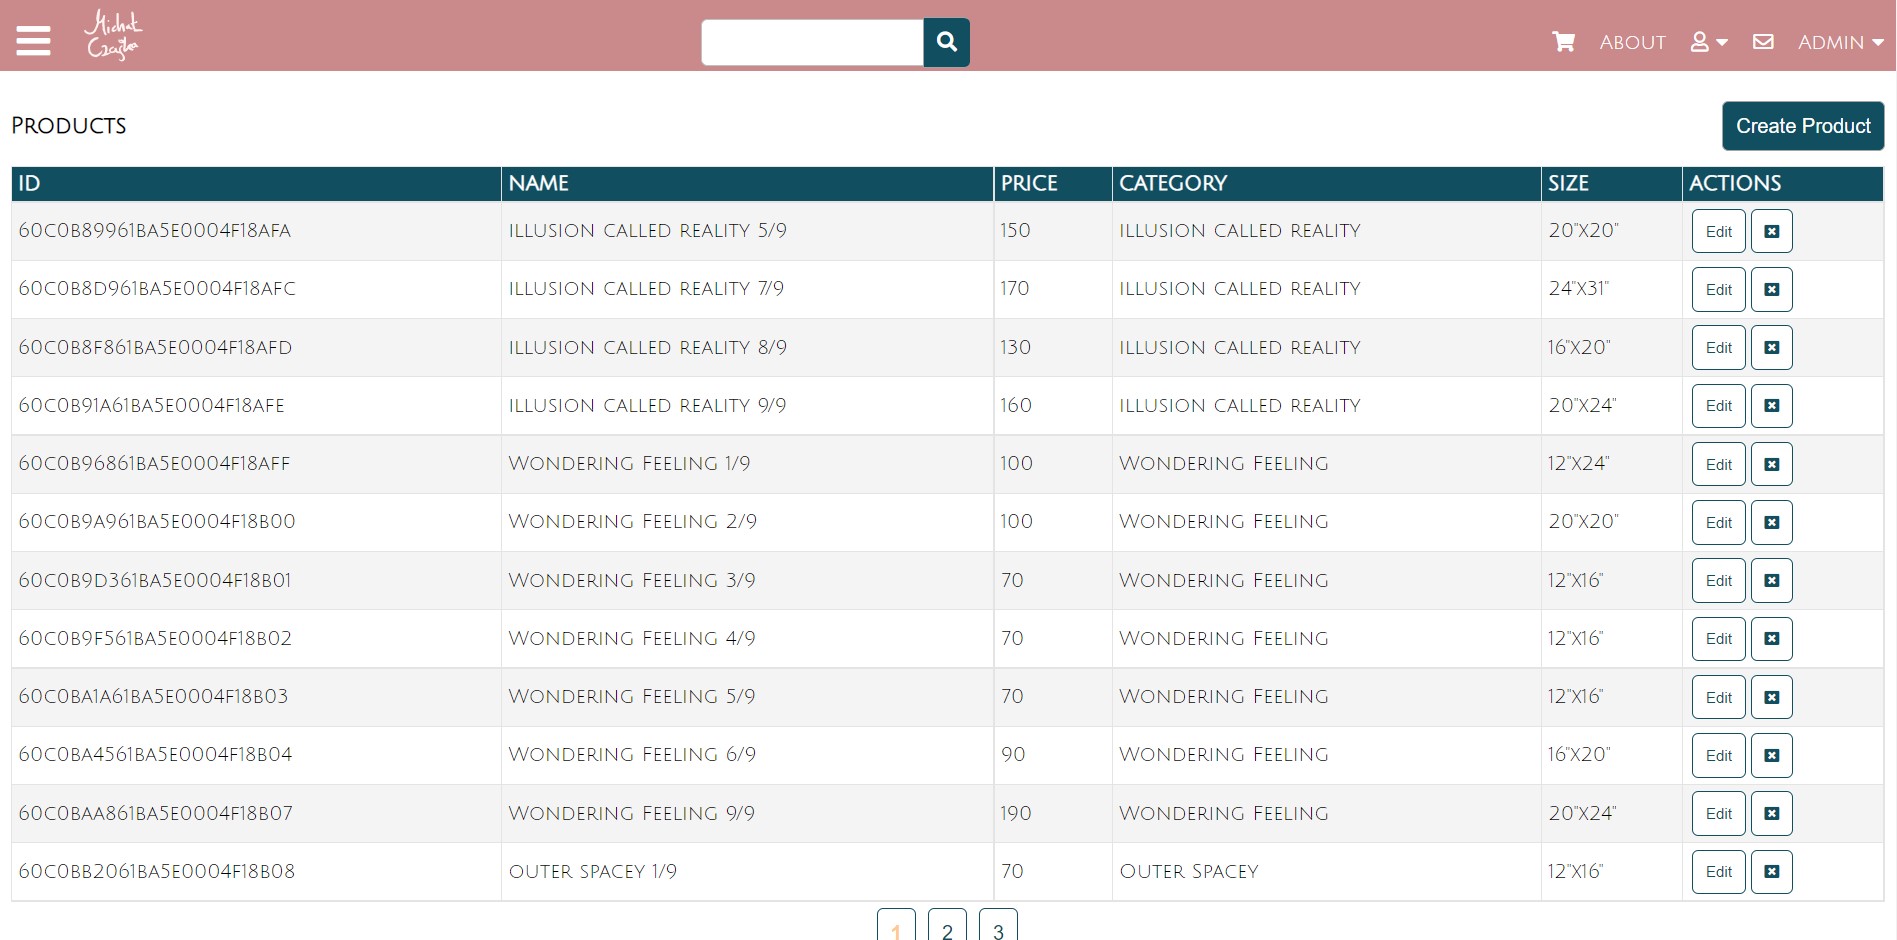 Michał
Czajka
About Admin
Products Create Product
ID NAME PRICE CATEGORY SIZE ACTIONS
60c0b89961ba5e0004f18afa illusion called reality 5/9 150 illusion called reality 20"x20" Edit
60c0b8d961ba5e0004f18afc illusion called reality 7/9 170 illusion called reality 24"x31" Edit
60c0b8f861ba5e0004f18afd illusion called reality 8/9 130 illusion called reality 16"x20" Edit
60c0b91a61ba5e0004f18afe illusion called reality 9/9 160 illusion called reality 20"x24" Edit
60c0b96861ba5e0004f18aff Wondering Feeling 1/9 100 Wondering Feeling 12"x24" Edit
60c0b9a961ba5e0004f18b00 Wondering Feeling 2/9 100 Wondering Feeling 20"x20" Edit
60c0b9d361ba5e0004f18b01 Wondering Feeling 3/9 70 Wondering Feeling 12"x16" Edit
60c0b9f561ba5e0004f18b02 Wondering Feeling 4/9 70 Wondering Feeling 12"x16" Edit
60c0ba1a61ba5e0004f18b03 Wondering Feeling 5/9 70 Wondering Feeling 12"x16" Edit
60c0ba4561ba5e0004f18b04 Wondering Feeling 6/9 90 Wondering Feeling 16"x20" Edit
60c0baa861ba5e0004f18b07 Wondering Feeling 9/9 190 Wondering Feeling 20"x24" Edit
60c0bb2061ba5e0004f18b08 outer spacey 1/9 70 Outer Spacey 12"x16" Edit
1 2 3